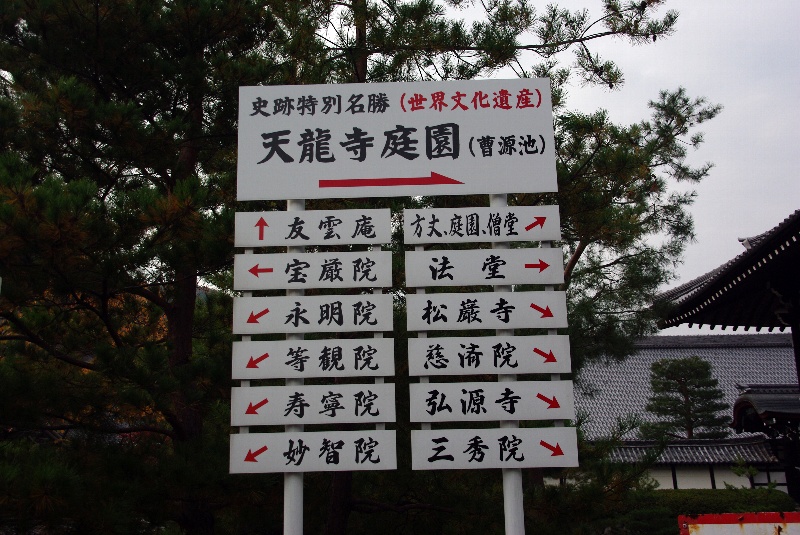 史跡特別名勝(世界文化遺産)
天龍寺庭園(曹源池)
友雲庵
宝厳院
永明院
等観院
寿寧院
妙智院
方丈、庭園、僧堂
法堂
松巖寺
慈済院
弘源寺
三秀院